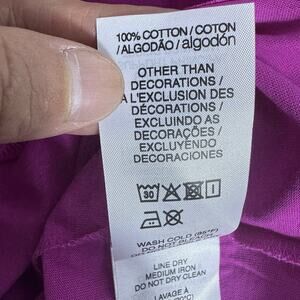 100% COTTON / COTON
/ ALGODÃO / algodón
OTHER THAN
DECORATIONS /
A L'EXCLUSION DES
DÉCORATIONS /
EXCLUINDO AS
DECORAÇÕES /
EXCLUYENDO
DECORACIONES
30
WASH COLD (85°F)
DO NOT BLEACH
LINE DRY
MEDIUM IRON
DO NOT DRY CLEAN
LAVAGE À